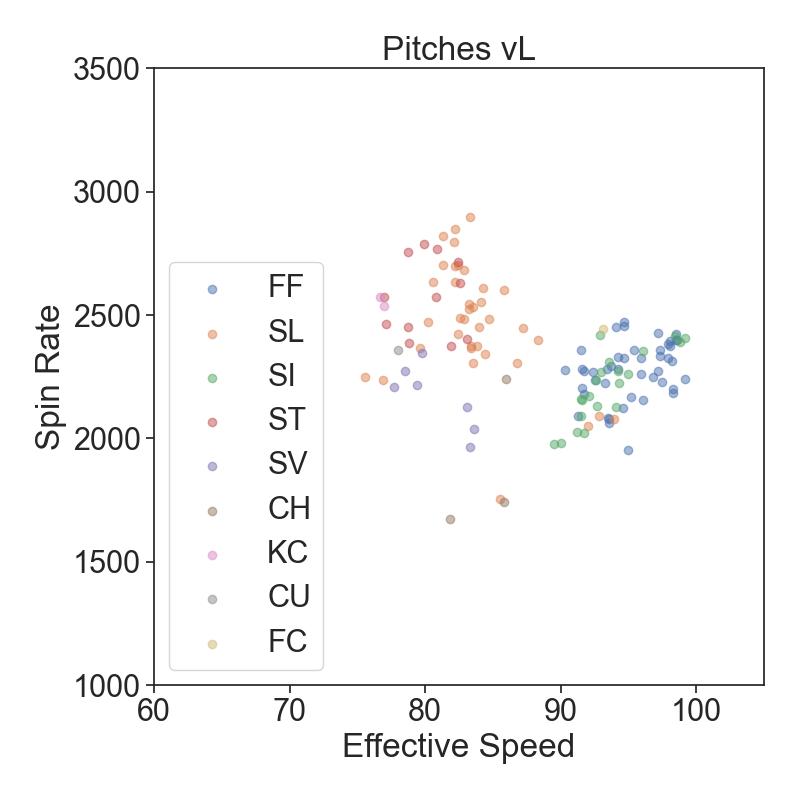 Pitches vL
3500
3000
2500
2000
1500
1000
Spin Rate
FF
SL
SI
ST
SV
CH
KC
CU
FC
60 70 80 90 100
Effective Speed